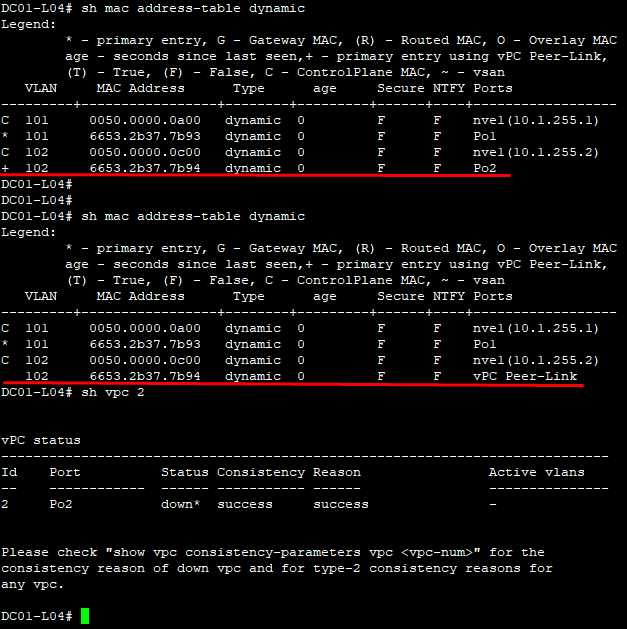 DC01-L04# sh mac address-table dynamic
Legend:
        * - primary entry, G - Gateway MAC, (R) - Routed MAC, O - Overlay MAC
        age - seconds since last seen,+ - primary entry using vPC Peer-Link,
        (T) - True, (F) - False, C - ControlPlane MAC, ~ - vsan
   VLAN     MAC Address      Type      age     Secure NTFY Ports
---------+-----------------+--------+---------+------+----+------------------
C  101     0050.0000.0a00   dynamic  0         F      F    nve1(10.1.255.1)
*  101     6653.2b37.7b93   dynamic  0         F      F    Po1
C  102     0050.0000.0c00   dynamic  0         F      F    nve1(10.1.255.2)
+  102     6653.2b37.7b94   dynamic  0         F      F    Po2
DC01-L04#
DC01-L04#
DC01-L04# sh mac address-table dynamic
Legend:
        * - primary entry, G - Gateway MAC, (R) - Routed MAC, O - Overlay MAC
        age - seconds since last seen,+ - primary entry using vPC Peer-Link,
        (T) - True, (F) - False, C - ControlPlane MAC, ~ - vsan
   VLAN     MAC Address      Type      age     Secure NTFY Ports
---------+-----------------+--------+---------+------+----+------------------
C  101     0050.0000.0a00   dynamic  0         F      F    nve1(10.1.255.1)
*  101     6653.2b37.7b93   dynamic  0         F      F    Po1
C  102     0050.0000.0c00   dynamic  0         F      F    nve1(10.1.255.2)
   102     6653.2b37.7b94   dynamic  0         F      F    vPC Peer-Link
DC01-L04# sh vpc 2
vPC status
----------------------------------------------------------------------------
Id    Port          Status Consistency Reason                Active vlans
--    ------------  ------ ----------- ------                ---------------
2     Po2           down*  success     success               -
Please check "show vpc consistency-parameters vpc <vpc-num>" for the
consistency reason of down vpc and for type-2 consistency reasons for
any vpc.
DC01-L04#